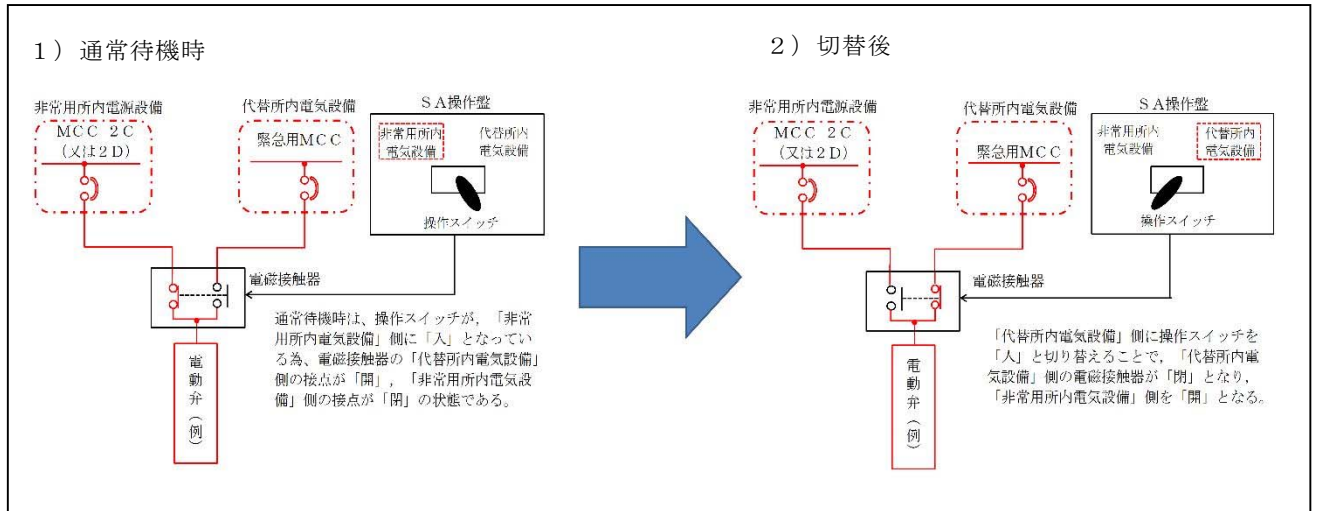 1）通常待機時
非常用所内電源設備
MCC 2C
（又は2D）
代替所内電気設備
緊急用MCC
SA操作盤
非常用所内
電気設備
代替所内
電気設備
操作スイッチ
電磁接触器
通常待機時は、操作スイッチが，「非常
用所内電気設備」側に「入」となってい
る為、電磁接触器の「代替所内電気設備」
側の接点が「開」，「非常用所内電気設
備」側の接点が「閉」の状態である。
電動弁（例）
2）切替後
非常用所内電源設備
MCC 2C
（又は2D）
代替所内電気設備
緊急用MCC
SA操作盤
非常用所内
電気設備
代替所内
電気設備
操作スイッチ
電磁接触器
「代替所内電気設備」側に操作スイッチを
「入」と切り替えることで，「代替所内電
気設備」側の電磁接触器が「閉」となり，
「非常用所内電気設備」側を「開」となる。
電動弁（例）